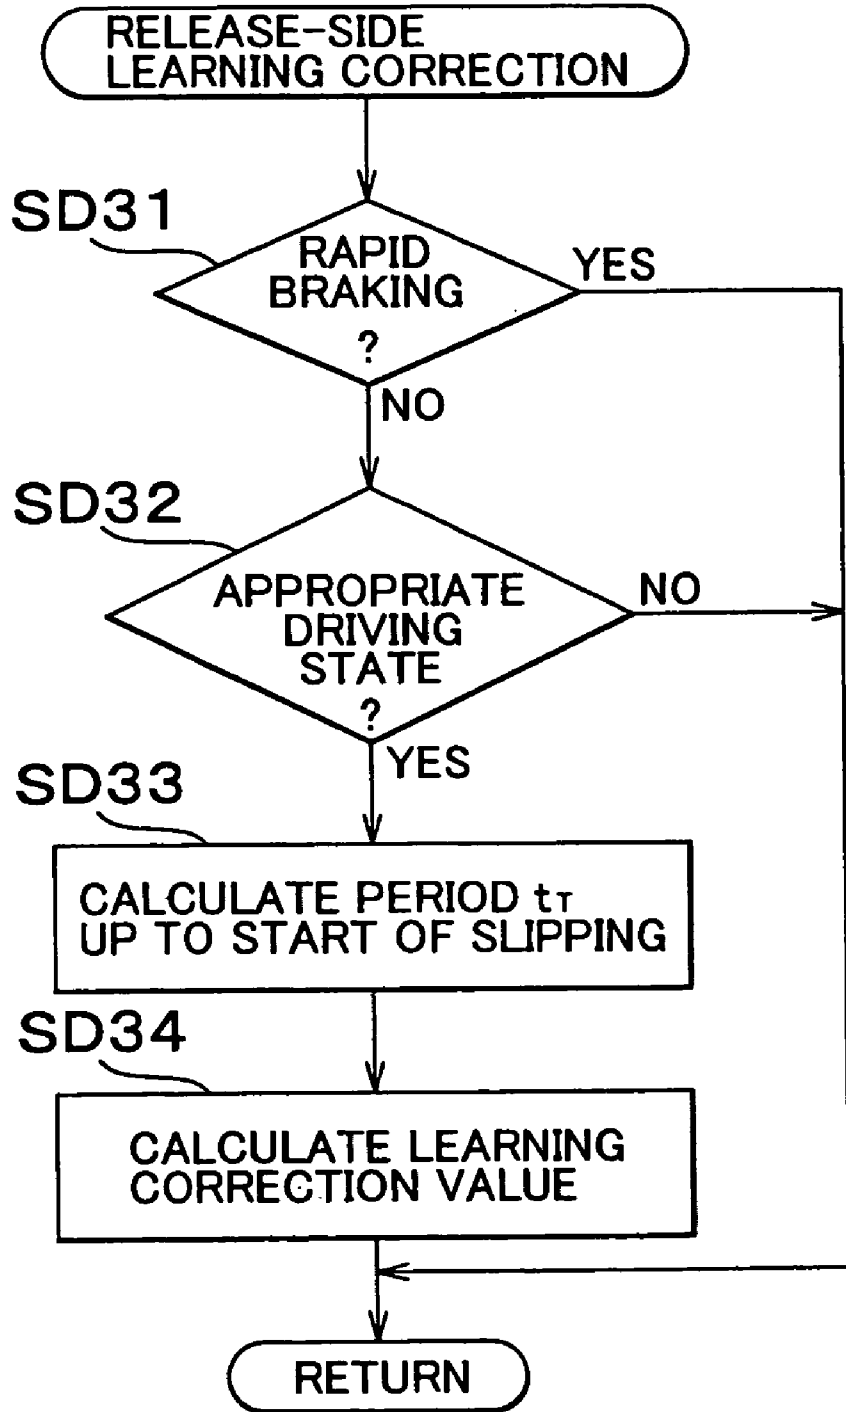 RELEASE-SIDE
LEARNING CORRECTION
SD31
RAPID
BRAKING
?
YES
NO
SD32
APPROPRIATE
DRIVING
STATE
?
NO
YES
SD33
CALCULATE PERIOD tT
UP TO START OF SLIPPING
SD34
CALCULATE LEARNING
CORRECTION VALUE
RETURN